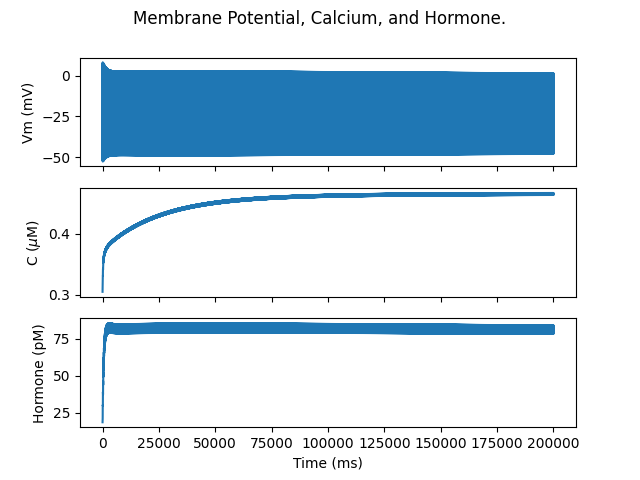 Membrane Potential, Calcium, and Hormone.
Vm (mV)
0
−25
−50
C (μM)
0.4
0.3
Hormone (pM)
75
50
25
0 25000 50000 75000 100000 125000 150000 175000 200000
Time (ms)